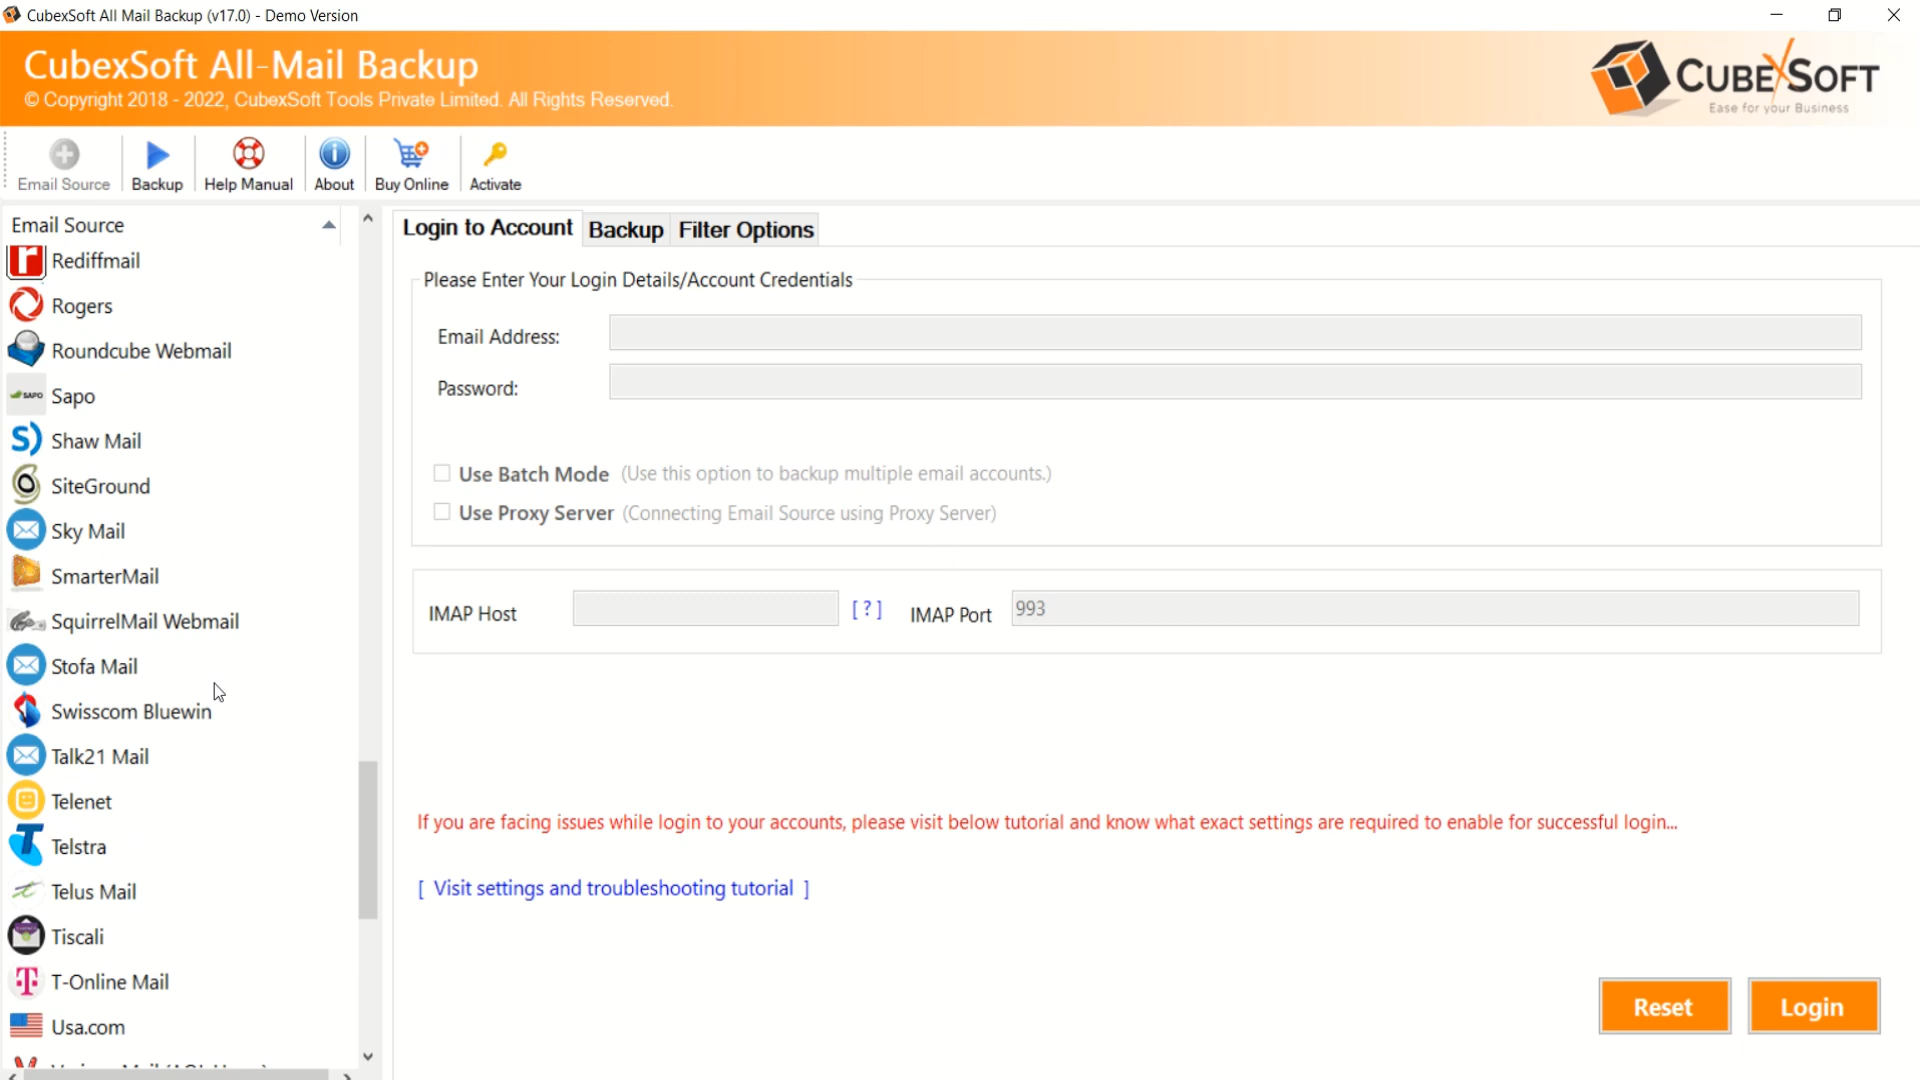 CubexSoft All Mail Backup (v17.0) - Demo Version
CubexSoft All-Mail Backup
© Copyright 2018 - 2022, CubexSoft Tools Private Limited. All Rights Reserved.
CUBEXSOFT
Ease for your Business
Email Source
Backup
Help Manual
About
Buy Online
Activate
Email Source
Rediffmail
Rogers
Roundcube Webmail
SAPO
Sapo
Shaw Mail
SiteGround
Sky Mail
SmarterMail
SquirrelMail Webmail
Stofa Mail
Swisscom Bluewin
Talk21 Mail
Telenet
Telstra
Telus Mail
Tiscali
T-Online Mail
Usa.com
Login to Account
Backup
Filter Options
Please Enter Your Login Details/Account Credentials
Email Address:
Password:
Use Batch Mode (Use this option to backup multiple email accounts.)
Use Proxy Server (Connecting Email Source using Proxy Server)
IMAP Host [ ? ] IMAP Port 993
If you are facing issues while login to your accounts, please visit below tutorial and know what exact settings are required to enable for successful login...
[ Visit settings and troubleshooting tutorial ]
Reset
Login